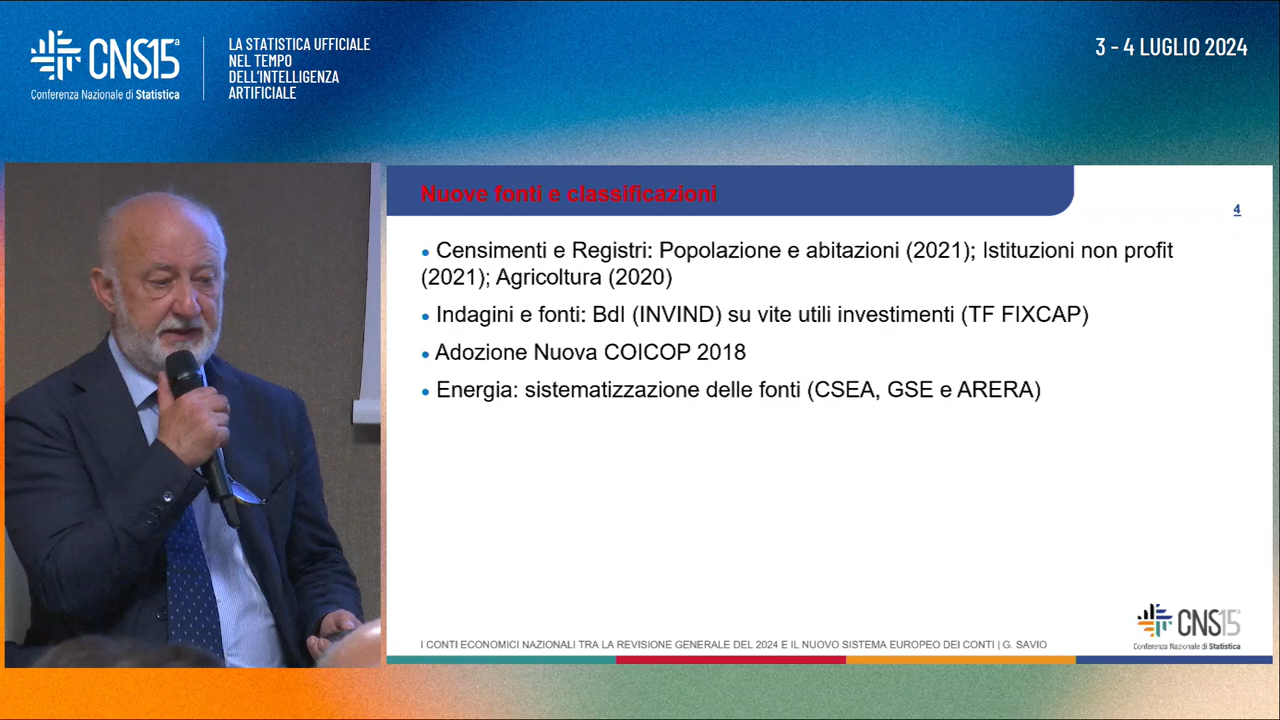 CNS15ª
Conferenza Nazionale di Statistica
LA STATISTICA UFFICIALE
NEL TEMPO
DELL'INTELLIGENZA
ARTIFICIALE
3 - 4 LUGLIO 2024
Nuove fonti e classificazioni
4
• Censimenti e Registri: Popolazione e abitazioni (2021); Istituzioni non profit
(2021); Agricoltura (2020)
• Indagini e fonti: BdI (INVIND) su vite utili investimenti (TF FIXCAP)
• Adozione Nuova COICOP 2018
• Energia: sistematizzazione delle fonti (CSEA, GSE e ARERA)
I CONTI ECONOMICI NAZIONALI TRA LA REVISIONE GENERALE DEL 2024 E IL NUOVO SISTEMA EUROPEO DEI CONTI | G. SAVIO
CNS15
Conferenza Nazionale di Statistica